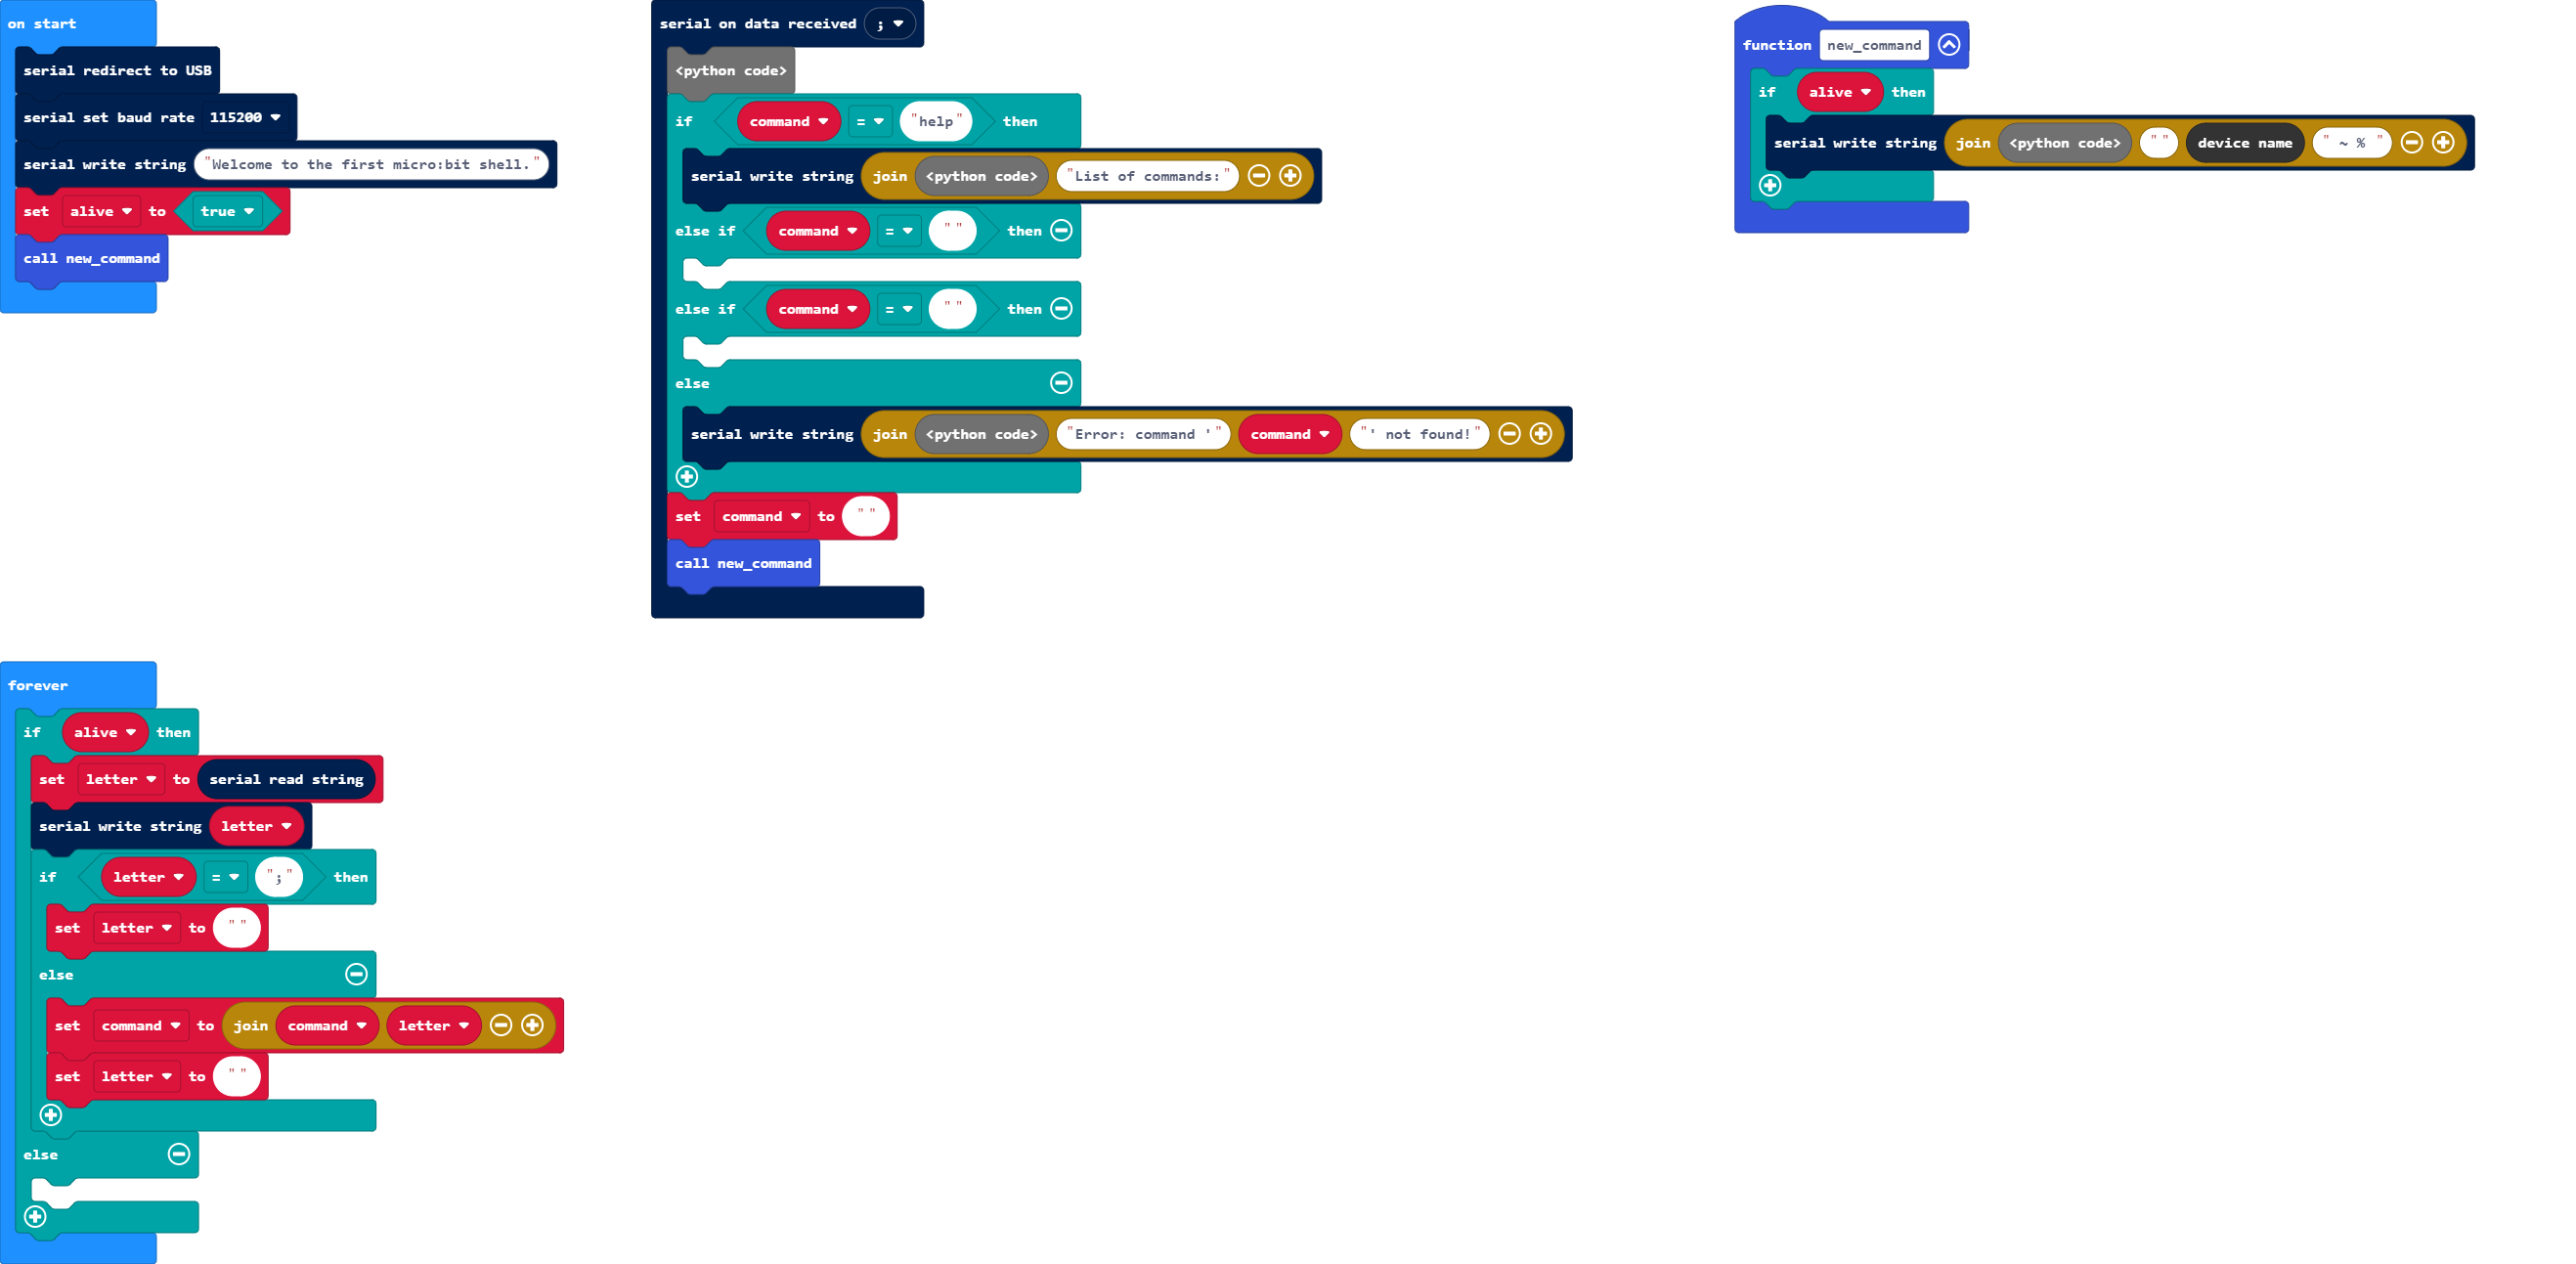 on start
serial redirect to USB
serial set baud rate 115200
serial write string "Welcome to the first micro:bit shell."
set alive to true
call new_command
serial on data received ;
<python code>
if command = "help" then
serial write string join <python code> "List of commands:"
else if command = "" then
else if command = "" then
else
serial write string join <python code> "Error: command '" command "' not found!"
set command to ""
call new_command
function new_command
if alive then
serial write string join <python code> "" device name " ~ % "
forever
if alive then
set letter to serial read string
serial write string letter
if letter = ";" then
set letter to ""
else
set command to join command letter
set letter to ""
else